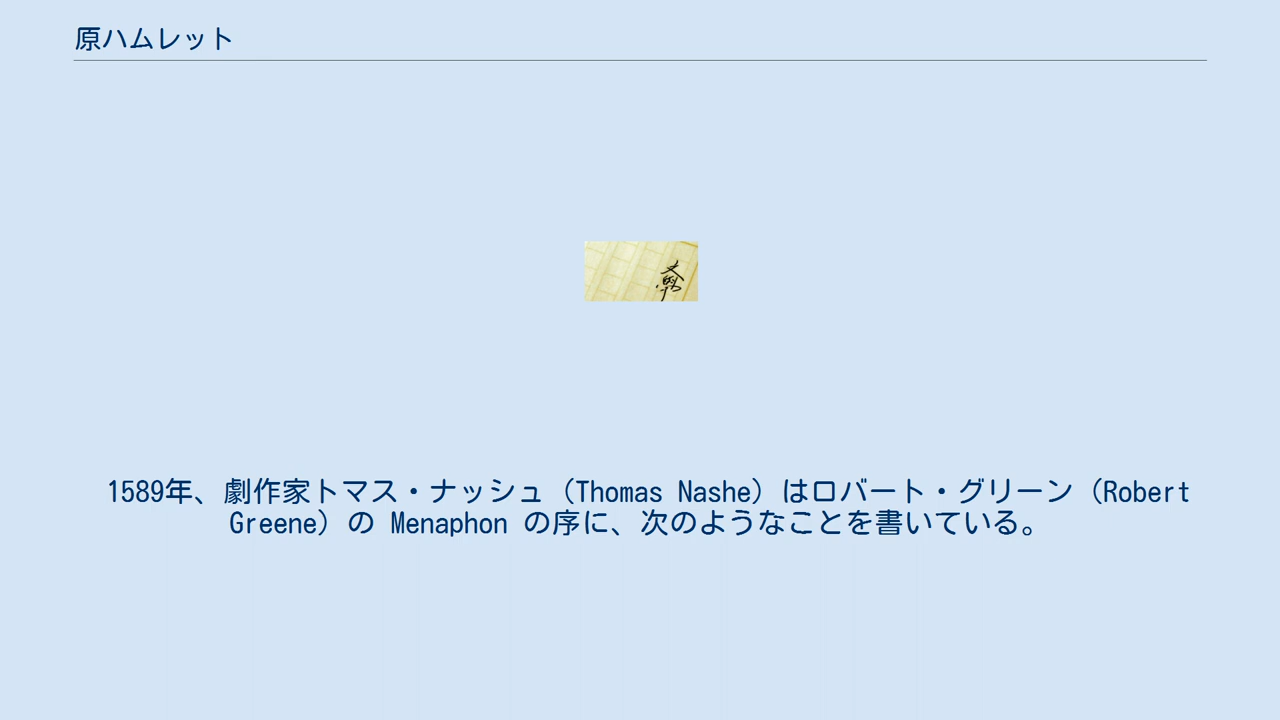 原ハムレット
1589年、劇作家トマス・ナッシュ（Thomas Nashe）はロバート・グリーン（Robert
Greene）の Menaphon の序に、次のようなことを書いている。